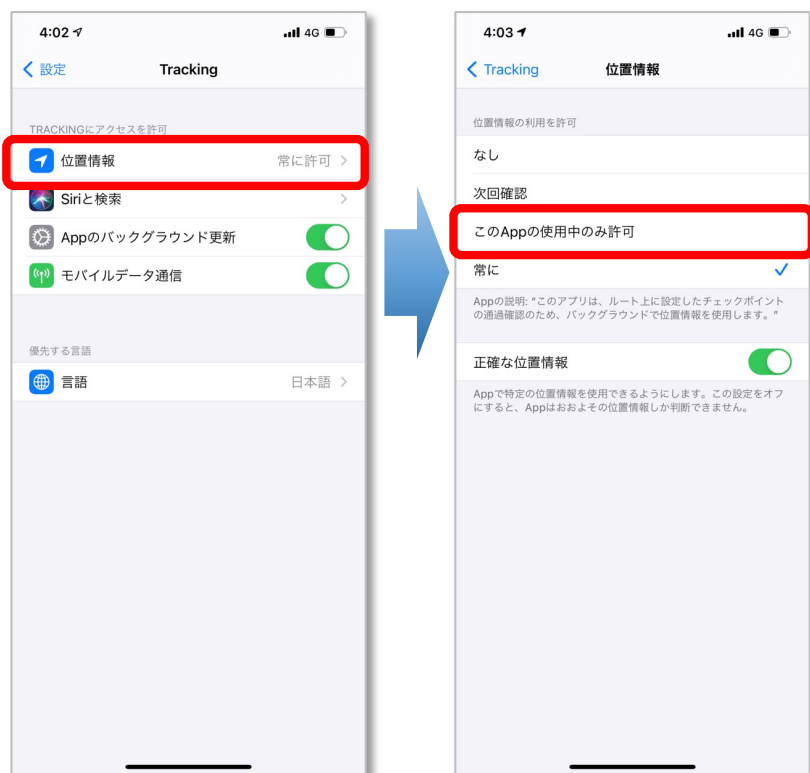 4:02
4G
設定
Tracking
TRACKINGにアクセスを許可
位置情報
常に許可
Siriと検索
Appのバックグラウンド更新
モバイルデータ通信
優先する言語
言語
日本語
4:03
4G
Tracking
位置情報
位置情報の利用を許可
なし
次回確認
このAppの使用中のみ許可
常に
Appの説明: “このアプリは、ルート上に設定したチェックポイント
の通過確認のため、バックグラウンドで位置情報を使用します。”
正確な位置情報
Appで特定の位置情報を使用できるようにします。この設定をオフ
にすると、Appはおおよその位置情報しか判断できません。